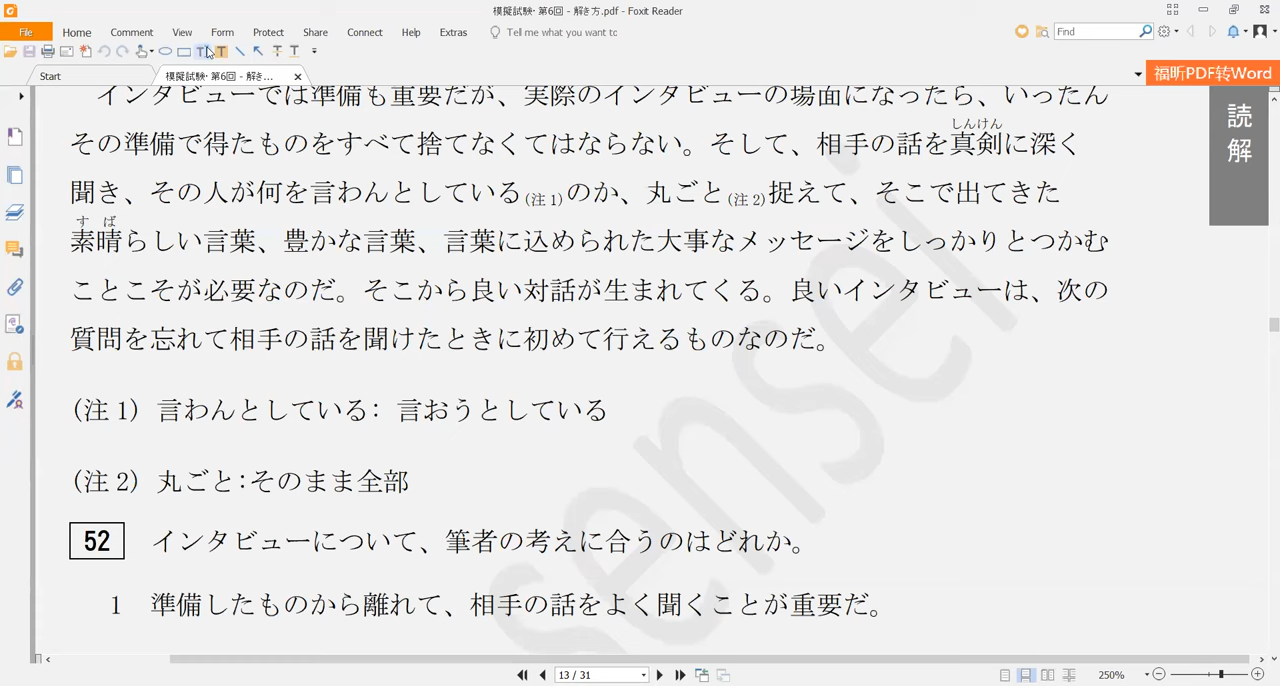 模擬試験· 第6回 - 解き方.pdf - Foxit Reader
File Home Comment View Form Protect Share Connect Help Extras Tell me what you want to Find
Start 模擬試験· 第6回 - 解き... 福昕PDF转Word
インタビューでは準備も重要だが、実際のインタビューの場面になったら、いったん
しんけん
その準備で得たものをすべて捨てなくてはならない。そして、相手の話を真剣に深く
聞き、その人が何を言わんとしている(注1)のか、丸ごと(注2)捉えて、そこで出てきた
すば
素晴らしい言葉、豊かな言葉、言葉に込められた大事なメッセージをしっかりとつかむ
ことこそが必要なのだ。そこから良い対話が生まれてくる。良いインタビューは、次の
質問を忘れて相手の話を聞けたときに初めて行えるものなのだ。
(注1) 言わんとしている: 言おうとしている
(注2) 丸ごと:そのまま全部
52 インタビューについて、筆者の考えに合うのはどれか。
1 準備したものから離れて、相手の話をよく聞くことが重要だ。
読解
sensei
13 / 31 250%